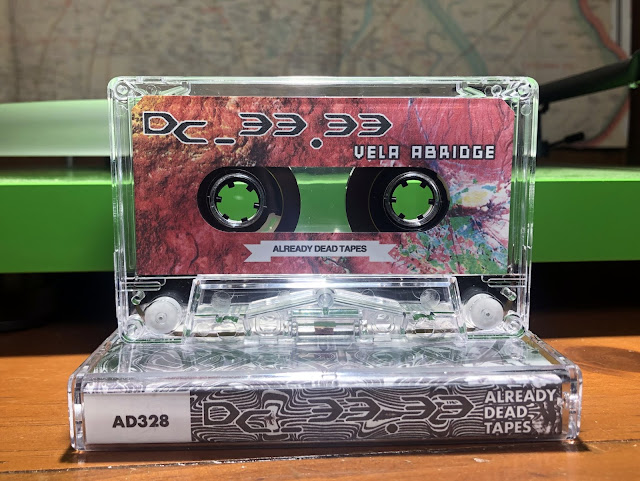 DC_33.33
VELA ABRIDGE
ALREADY DEAD TAPES
AD328
DC_33.33
ALREADY
DEAD
TAPES